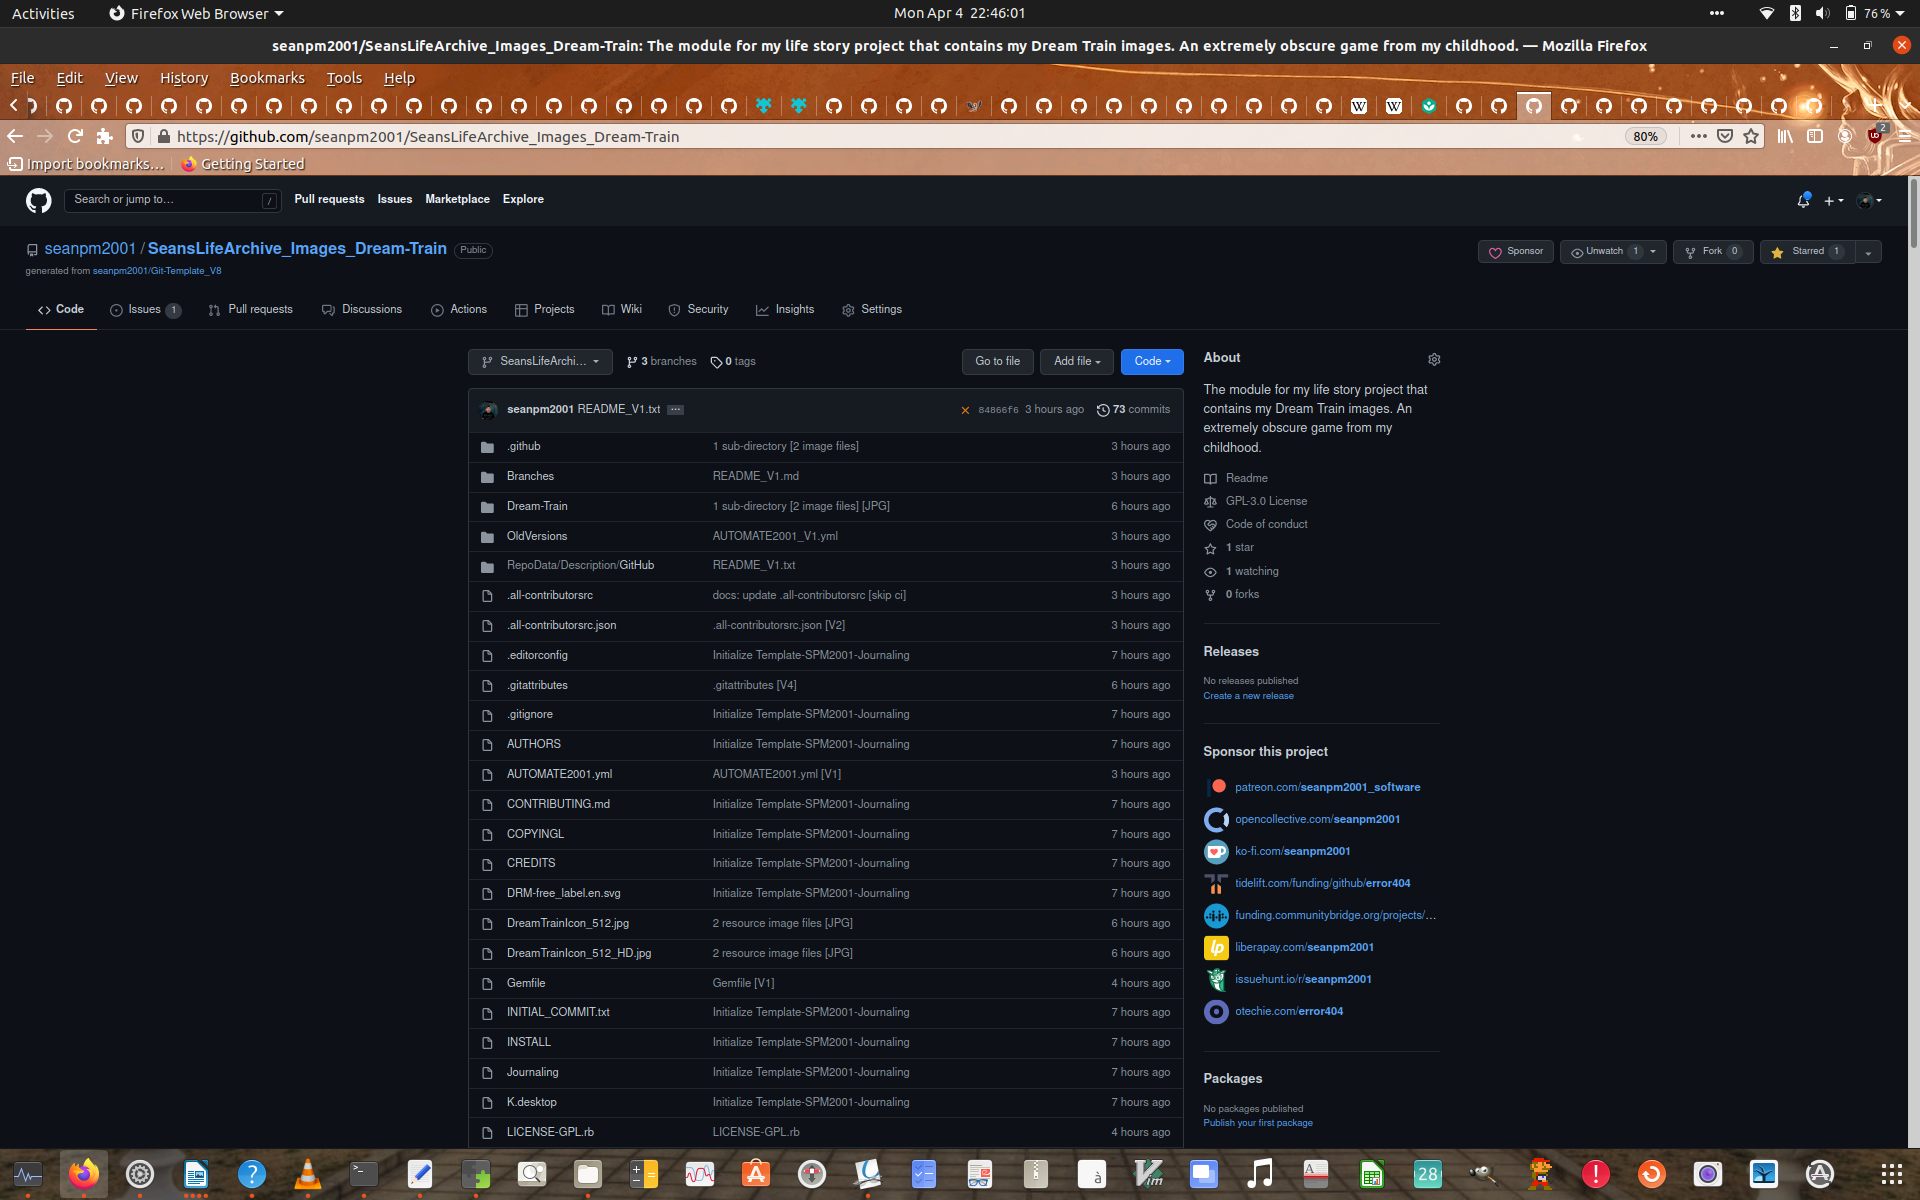 Activities Firefox Web Browser Mon Apr 4 22:46:01 76 %
seanpm2001/SeansLifeArchive_Images_Dream-Train: The module for my life story project that contains my Dream Train images. An extremely obscure game from my childhood. — Mozilla Firefox
File Edit View History Bookmarks Tools Help
https://github.com/seanpm2001/SeansLifeArchive_Images_Dream-Train 80% 2
Import bookmarks... Getting Started
Search or jump to... / Pull requests Issues Marketplace Explore
seanpm2001 / SeansLifeArchive_Images_Dream-Train Public
Sponsor Unwatch 1 Fork 0 Starred 1
generated from seanpm2001/Git-Template_V8
Code Issues 1 Pull requests Discussions Actions Projects Wiki Security Insights Settings
SeansLifeArchi... 3 branches 0 tags Go to file Add file Code
seanpm2001 README_V1.txt ... 84866f6 3 hours ago 73 commits
.github 1 sub-directory [2 image files] 3 hours ago
Branches README_V1.md 3 hours ago
Dream-Train 1 sub-directory [2 image files] [JPG] 6 hours ago
OldVersions AUTOMATE2001_V1.yml 3 hours ago
RepoData/Description/GitHub README_V1.txt 3 hours ago
.all-contributorsrc docs: update .all-contributorsrc [skip ci] 3 hours ago
.all-contributorsrc.json .all-contributorsrc.json [V2] 3 hours ago
.editorconfig Initialize Template-SPM2001-Journaling 7 hours ago
.gitattributes .gitattributes [V4] 6 hours ago
.gitignore Initialize Template-SPM2001-Journaling 7 hours ago
AUTHORS Initialize Template-SPM2001-Journaling 7 hours ago
AUTOMATE2001.yml AUTOMATE2001.yml [V1] 3 hours ago
CONTRIBUTING.md Initialize Template-SPM2001-Journaling 7 hours ago
COPYINGL Initialize Template-SPM2001-Journaling 7 hours ago
CREDITS Initialize Template-SPM2001-Journaling 7 hours ago
DRM-free_label.en.svg Initialize Template-SPM2001-Journaling 7 hours ago
DreamTrainIcon_512.jpg 2 resource image files [JPG] 6 hours ago
DreamTrainIcon_512_HD.jpg 2 resource image files [JPG] 6 hours ago
Gemfile Gemfile [V1] 4 hours ago
INITIAL_COMMIT.txt Initialize Template-SPM2001-Journaling 7 hours ago
INSTALL Initialize Template-SPM2001-Journaling 7 hours ago
Journaling Initialize Template-SPM2001-Journaling 7 hours ago
K.desktop Initialize Template-SPM2001-Journaling 7 hours ago
LICENSE-GPL.rb LICENSE-GPL.rb 4 hours ago
About
The module for my life story project that
contains my Dream Train images. An
extremely obscure game from my
childhood.
Readme
GPL-3.0 License
Code of conduct
1 star
1 watching
0 forks
Releases
No releases published
Create a new release
Sponsor this project
patreon.com/seanpm2001_software
opencollective.com/seanpm2001
ko-fi.com/seanpm2001
tidelift.com/funding/github/error404
funding.communitybridge.org/projects/...
liberapay.com/seanpm2001
issuehunt.io/r/seanpm2001
otechie.com/error404
Packages
No packages published
Publish your first package
28